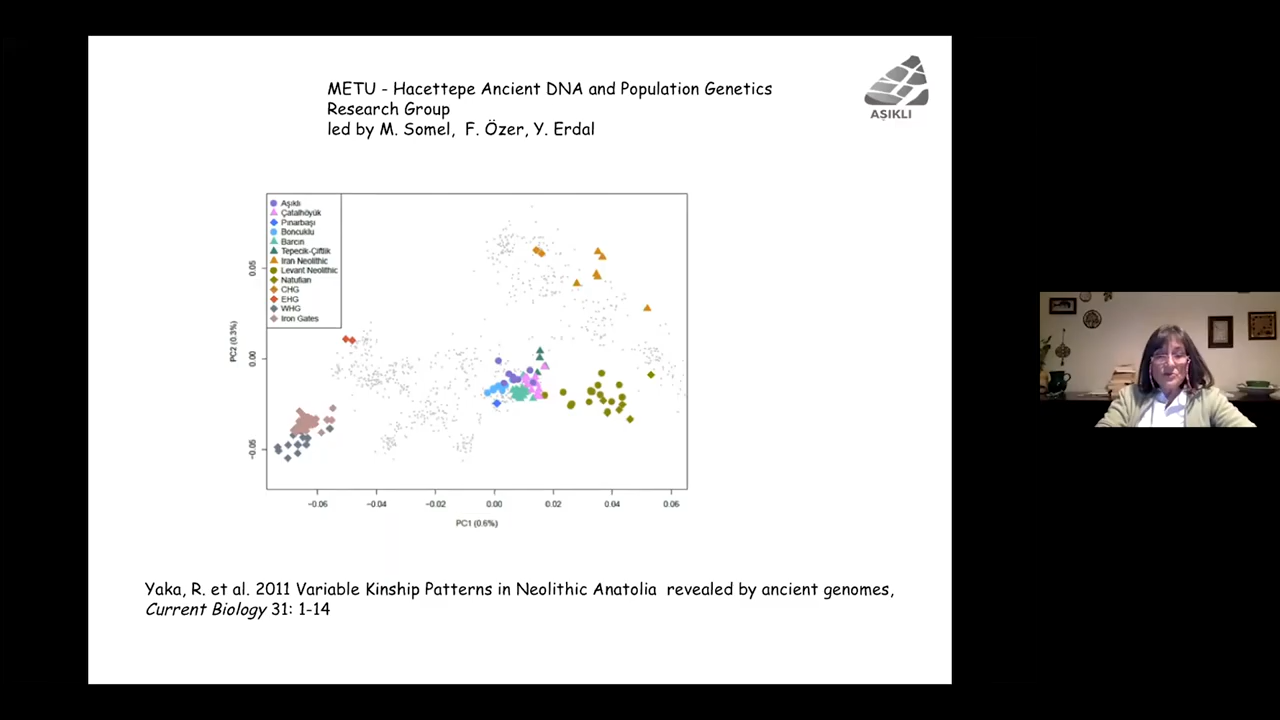 METU - Hacettepe Ancient DNA and Population Genetics
Research Group
led by M. Somel, F. Özer, Y. Erdal
AŞIKLI
Aşıklı
Çatalhöyük
Pınarbaşı
Boncuklu
Barcın
Tepecik-Çiftlik
Iran Neolithic
Levant Neolithic
Natufian
CHG
EHG
WHG
Iron Gates
PC2 (0.3%)
0.05
0.00
−0.05
−0.06 −0.04 −0.02 0.00 0.02 0.04 0.06
PC1 (0.6%)
Yaka, R. et al. 2011 Variable Kinship Patterns in Neolithic Anatolia revealed by ancient genomes,
Current Biology 31: 1-14